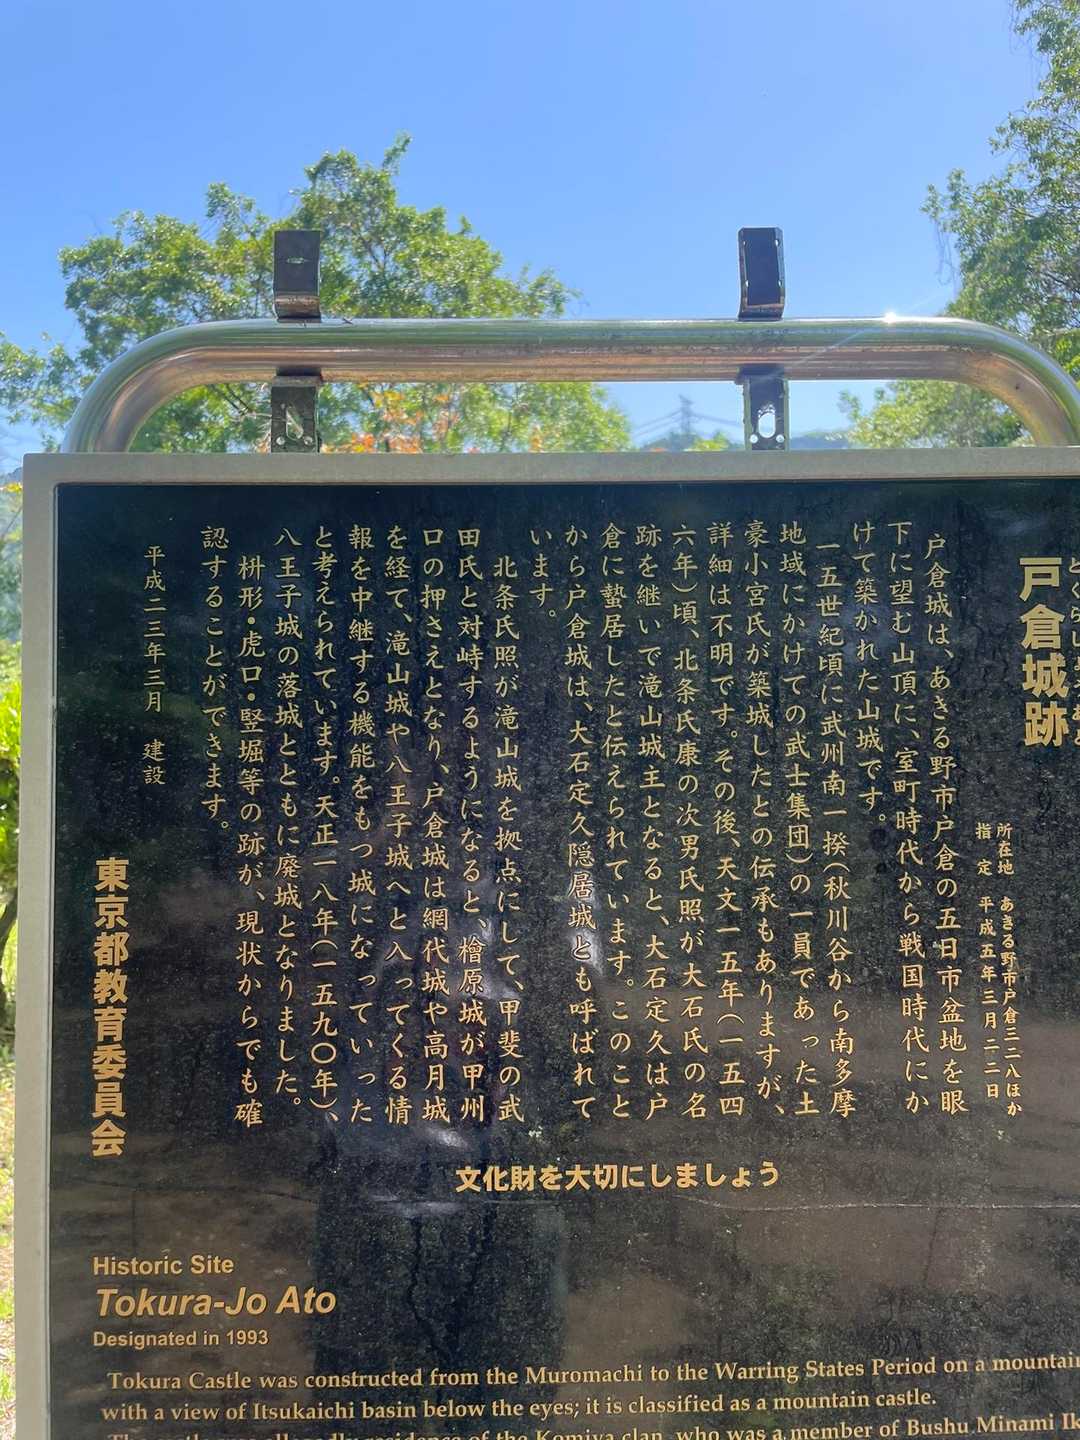 戸倉城跡
所在地　あきる野市戸倉三二八ほか
指　定　平成五年三月二二日
戸倉城は、あきる野市戸倉の五日市盆地を眼
下に望む山頂に、室町時代から戦国時代にか
けて築かれた山城です。
一五世紀頃に武州南一揆（秋川谷から南多摩
地域にかけての武士集団）の一員であった土
豪小宮氏が築城したとの伝承もありますが、
詳細は不明です。その後、天文一五年（一五四
六年）頃、北条氏康の次男氏照が大石氏の名
跡を継いで滝山城主となると、大石定久は戸
倉に蟄居したと伝えられています。このこと
から戸倉城は、大石定久隠居城とも呼ばれて
います。
北条氏照が滝山城を拠点にして、甲斐の武
田氏と対峙するようになると、檜原城が甲州
口の押さえとなり、戸倉城は網代城や高月城
を経て、滝山城や八王子城へと入ってくる情
報を中継する機能をもつ城になっていった
と考えられています。天正一八年（一五九〇年）、
八王子城の落城とともに廃城となりました。
枡形・虎口・竪堀等の跡が、現状からでも確
認することができます。
平成二三年三月　建設
東京都教育委員会
文化財を大切にしましょう
Historic Site
Tokura-Jo Ato
Designated in 1993
Tokura Castle was constructed from the Muromachi to the Warring States Period on a mountain
with a view of Itsukaichi basin below the eyes; it is classified as a mountain castle.
residence of the Komiya clan, who was a member of Bushu Minami